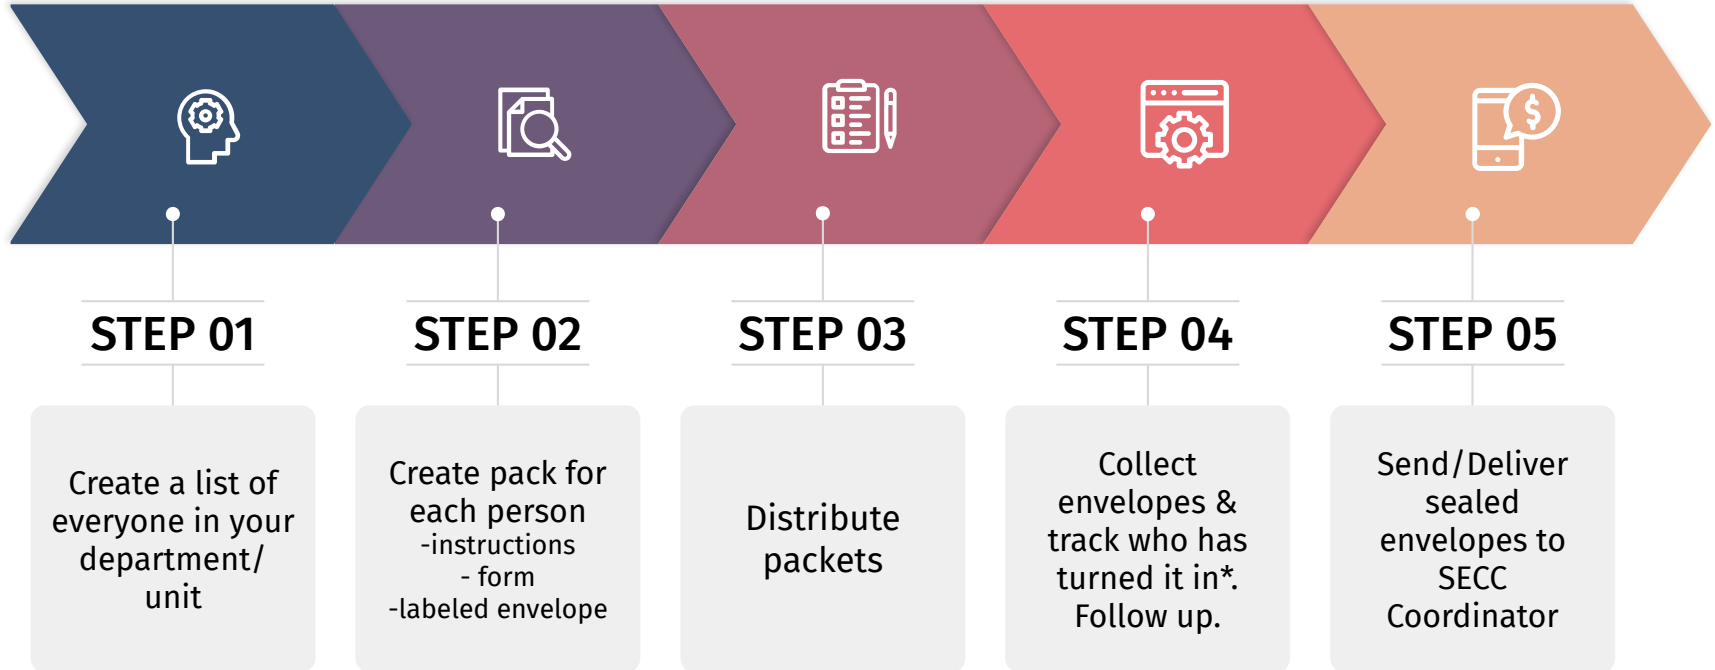 $
STEP 01
Create a list of
everyone in your
department/
unit
STEP 02
Create pack for
each person
-instructions
- form
-labeled envelope
STEP 03
Distribute
packets
STEP 04
Collect
envelopes &
track who has
turned it in*.
Follow up.
STEP 05
Send/Deliver
sealed
envelopes to
SECC
Coordinator